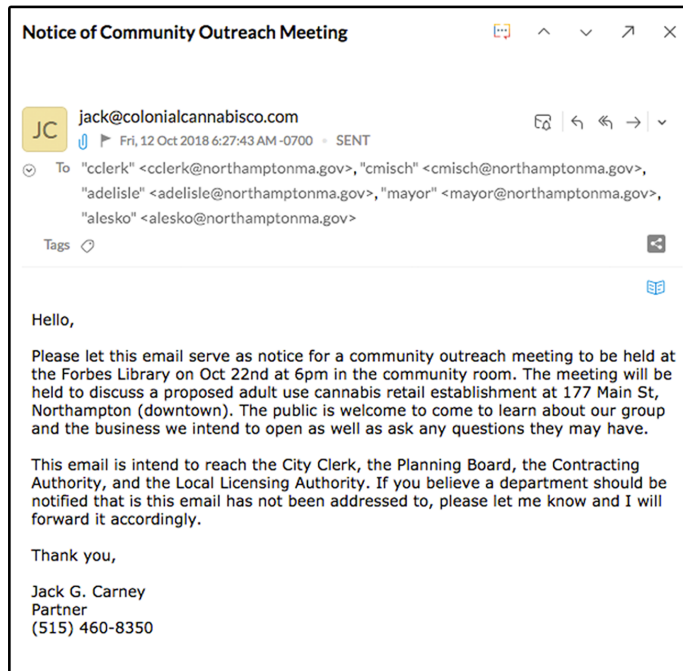 Notice of Community Outreach Meeting
JC
jack@colonialcannabisco.com
Fri, 12 Oct 2018 6:27:43 AM -0700 • SENT
To "cclerk" <cclerk@northamptonma.gov>, "cmisch" <cmisch@northamptonma.gov>,
"adelisle" <adelisle@northamptonma.gov>, "mayor" <mayor@northamptonma.gov>,
"alesko" <alesko@northamptonma.gov>
Tags
Hello,
Please let this email serve as notice for a community outreach meeting to be held at
the Forbes Library on Oct 22nd at 6pm in the community room. The meeting will be
held to discuss a proposed adult use cannabis retail establishment at 177 Main St,
Northampton (downtown). The public is welcome to come to learn about our group
and the business we intend to open as well as ask any questions they may have.
This email is intend to reach the City Clerk, the Planning Board, the Contracting
Authority, and the Local Licensing Authority. If you believe a department should be
notified that is this email has not been addressed to, please let me know and I will
forward it accordingly.
Thank you,
Jack G. Carney
Partner
(515) 460-8350